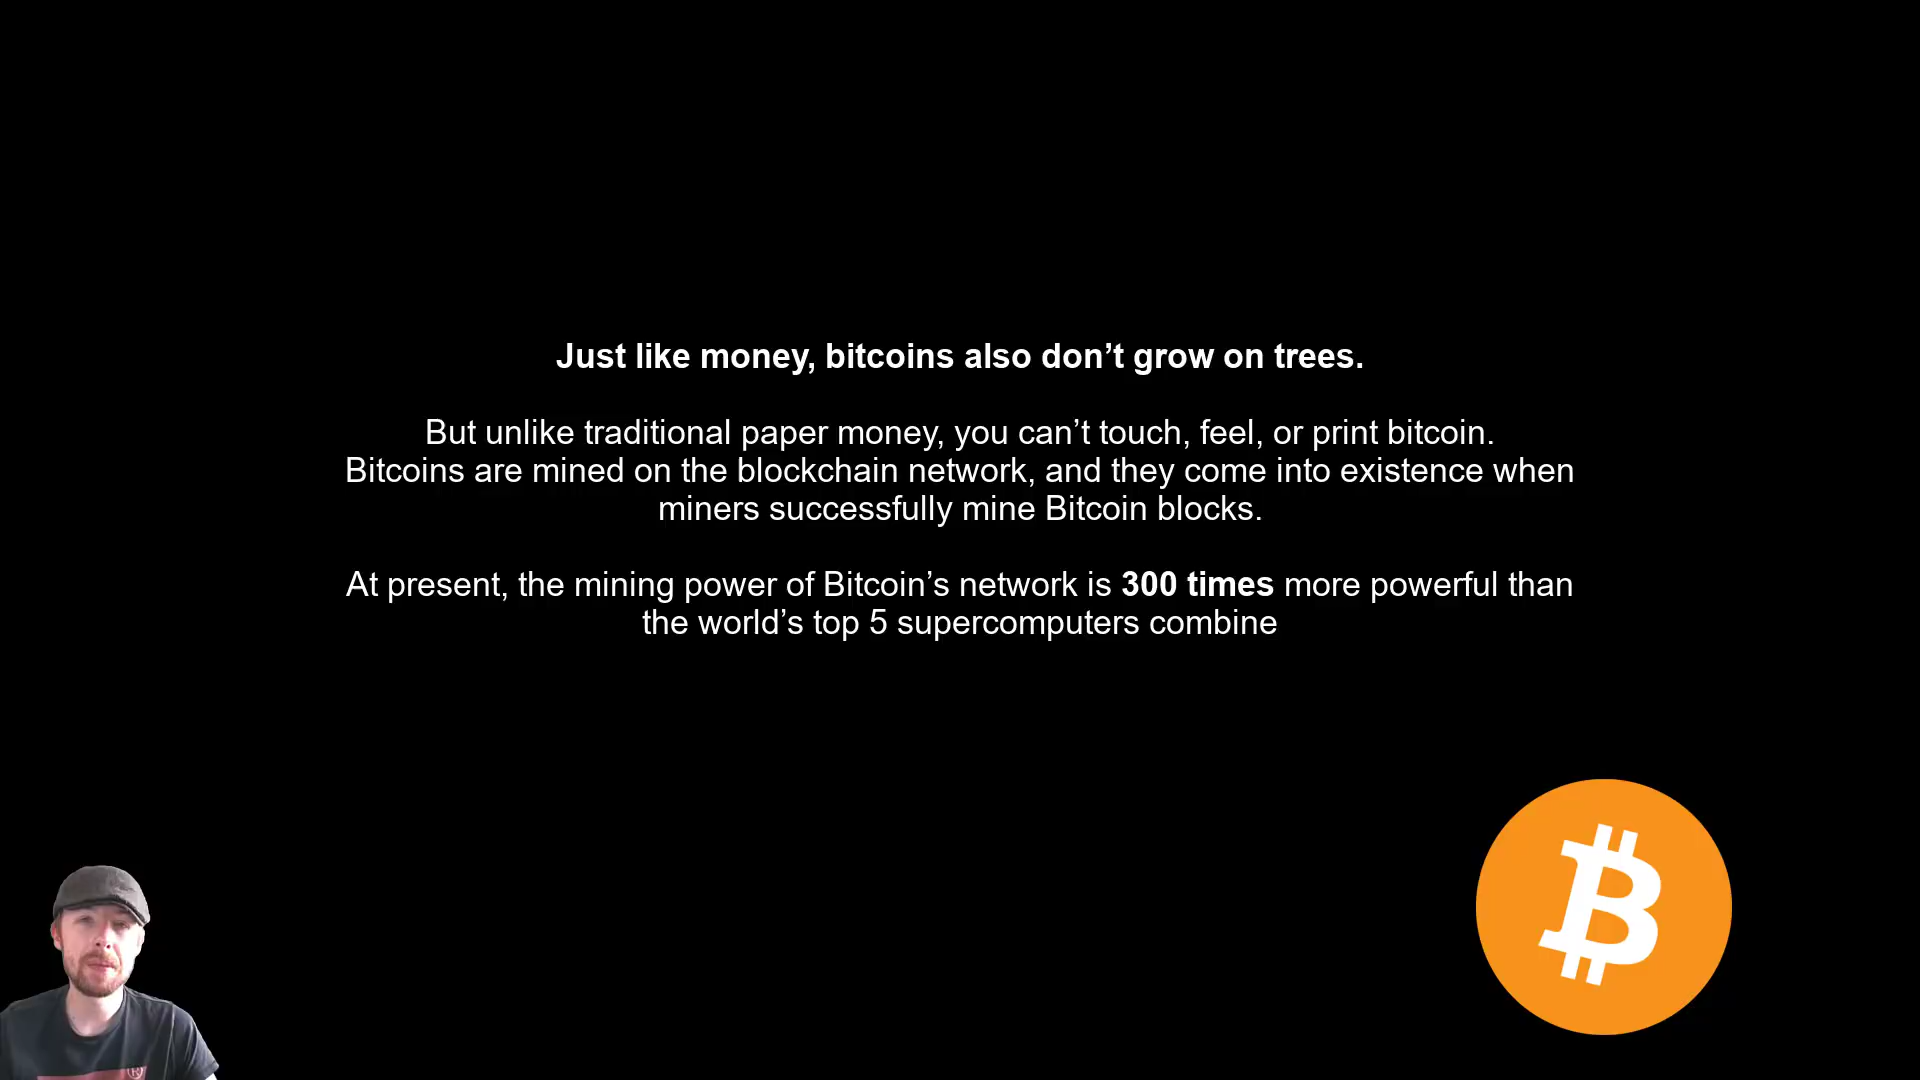 Just like money, bitcoins also don’t grow on trees.
But unlike traditional paper money, you can’t touch, feel, or print bitcoin.
Bitcoins are mined on the blockchain network, and they come into existence when
miners successfully mine Bitcoin blocks.
At present, the mining power of Bitcoin’s network is 300 times more powerful than
the world’s top 5 supercomputers combine